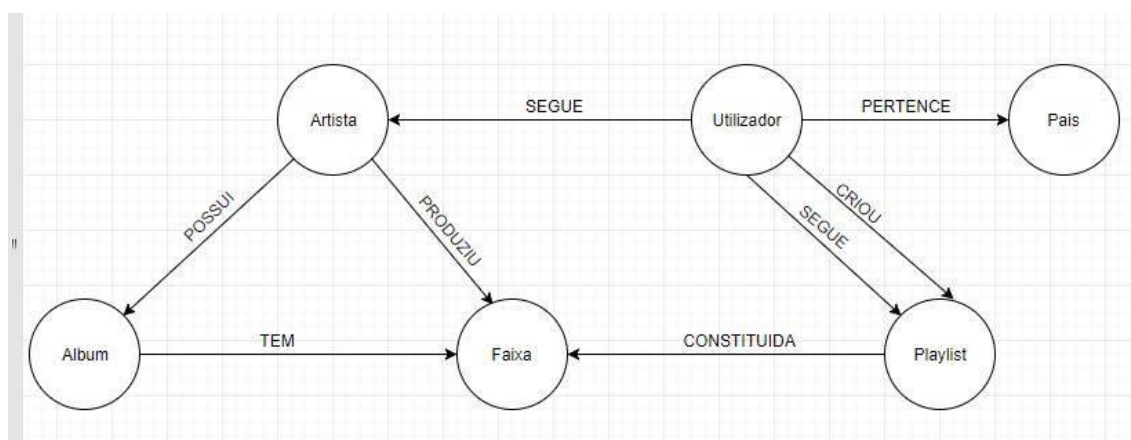 SEGUE
PERTENCE
Artista
Utilizador
Pais
POSSUI
PRODUZIU
CRIOU
SEGUE
TEM
CONSTITUIDA
Album
Faixa
Playlist